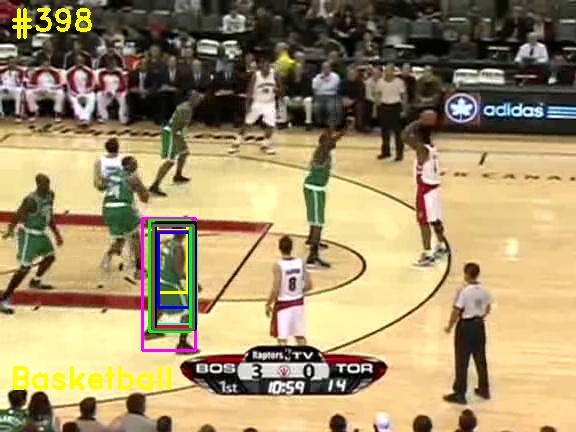 #398
adidas
8
Raptors TV
BOS 3 0 TOR
1st 10:59 14
Basketball